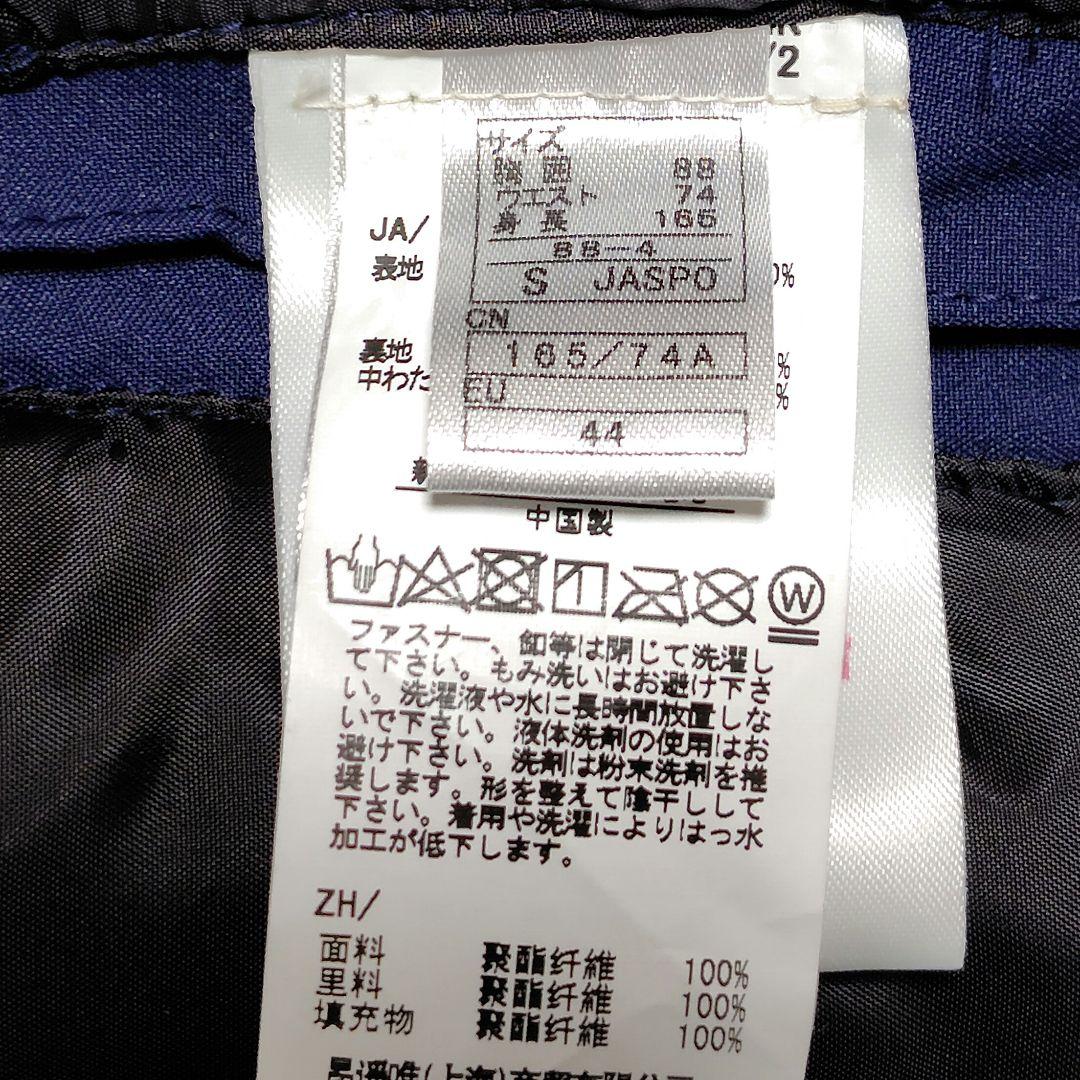 /2
サイズ
胸囲 88
ウエスト 74
身長 165
88-4
S JASPO
CN
165/74A
EU
44
JA/
表地 0%
裏地 %
中わた %
中国製
W
ファスナー、釦等は閉じて洗濯し
て下さい。もみ洗いはお避け下さ
い。洗濯液や水に長時間放置しな
いで下さい。液体洗剤の使用はお
避け下さい。洗剤は粉末洗剤を推
奨します。形を整えて陰干しして
下さい。着用や洗濯によりはっ水
加工が低下します。
ZH/
面料 聚酯纤维 100%
里料 聚酯纤维 100%
填充物 聚酯纤维 100%